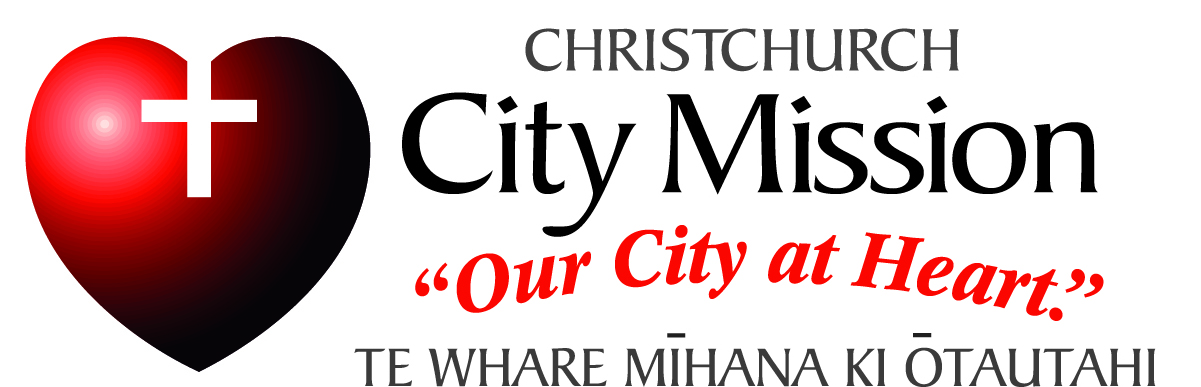 CHRISTCHURCH
City Mission
“Our City at Heart.”
TE WHARE MĪHANA KI ŌTAUTAHI